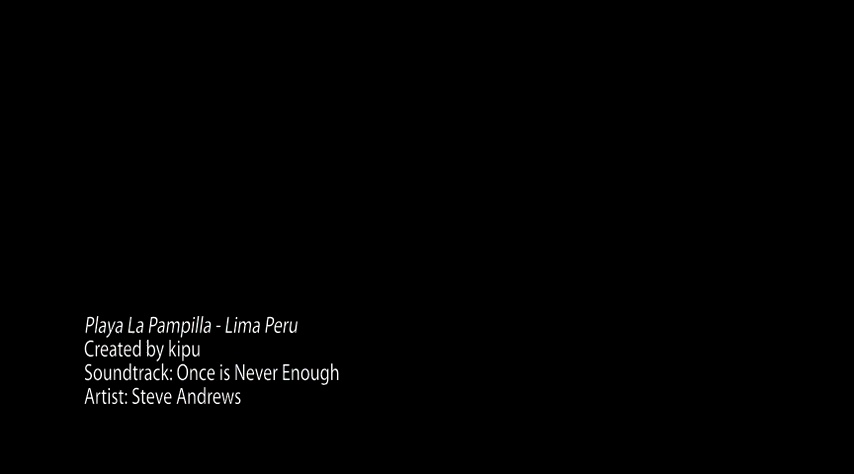 Playa La Pampilla - Lima Peru
Created by kipu
Soundtrack: Once is Never Enough
Artist: Steve Andrews